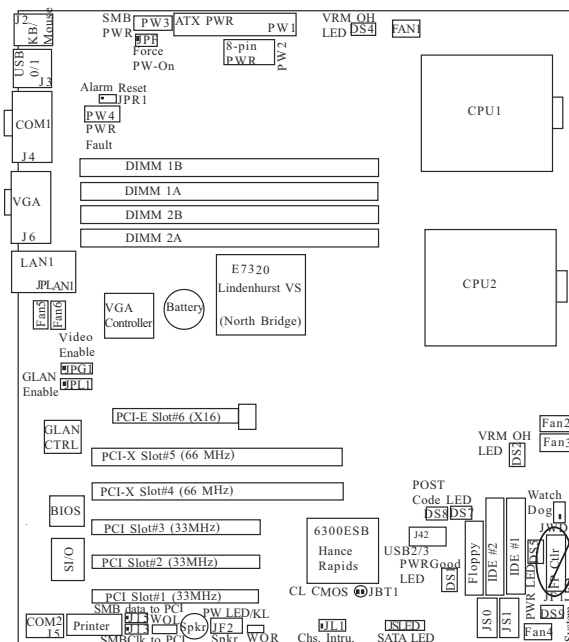 J2
KB/
Mouse
SMB
PWR
PW3
ATX PWR
PW1
JPF
Force
PW-On
8-pin
PWR
PW2
VRM OH
LED
DS4
FAN1
USB
0/1
J3
Alarm Reset
JPR1
PW4
PWR
Fault
COM1
J4
CPU1
DIMM 1B
DIMM 1A
DIMM 2B
DIMM 2A
VGA
J6
LAN1
JPLAN1
E7320
Lindenhurst VS
(North Bridge)
CPU2
VGA
Controller
Battery
Fan5
Fan6
Video
Enable
JPG1
GLAN
Enable
JPL1
PCI-E Slot#6 (X16)
GLAN
CTRL
Fan2
Fan3
VRM OH
LED
DS2
PCI-X Slot#5 (66 MHz)
PCI-X Slot#4 (66 MHz)
POST
Code LED
DS8
DS7
Watch
Dog
JWD
BIOS
PCI Slot#3 (33MHz)
6300ESB
Hance
Rapids
J42
USB2/3
PWRGood
LED
DS1
Floppy
IDE #2
IDE #1
DS5
FP Ctlr
SI/O
PCI Slot#2 (33MHz)
PCI Slot#1 (33MHz)
CL CMOS
JBT1
PWR LED
JF1
DS9
COM2
J5
Printer
SMB data to PCI
WOL
SMBClk to PCI
Spkr
PW LED/KL
JF2
Spkr
WOR
JL1
Chs. Intru.
JSLED
SATA LED
JS0
JS1
Fan4